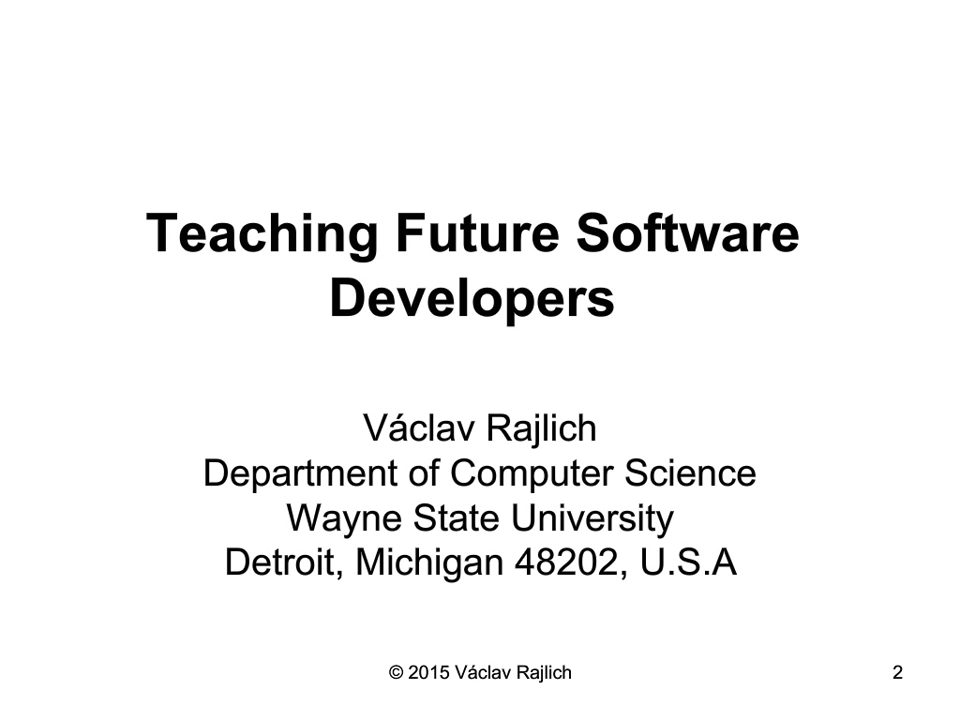 Teaching Future Software
Developers
Václav Rajlich
Department of Computer Science
Wayne State University
Detroit, Michigan 48202, U.S.A
© 2015 Václav Rajlich
2